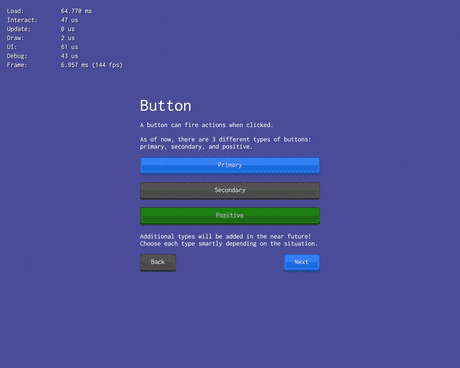 Load: 64.770 ms
Interact: 47 us
Update: 0 us
Draw: 2 us
UI: 61 us
Debug: 43 us
Frame: 6.957 ms (144 fps)
Button
A button can fire actions when clicked.
As of now, there are 3 different types of buttons:
primary, secondary, and positive.
Primary
Secondary
Positive
Additional types will be added in the near future!
Choose each type smartly depending on the situation.
Back Next